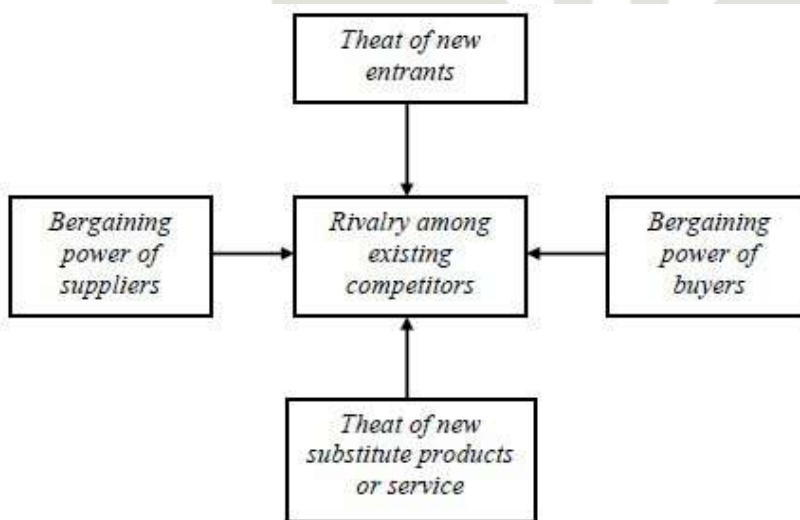 Theat of new
entrants
Bergaining
power of
suppliers
Rivalry among
existing
competitors
Bergaining
power of
buyers
Theat of new
substitute products
or service